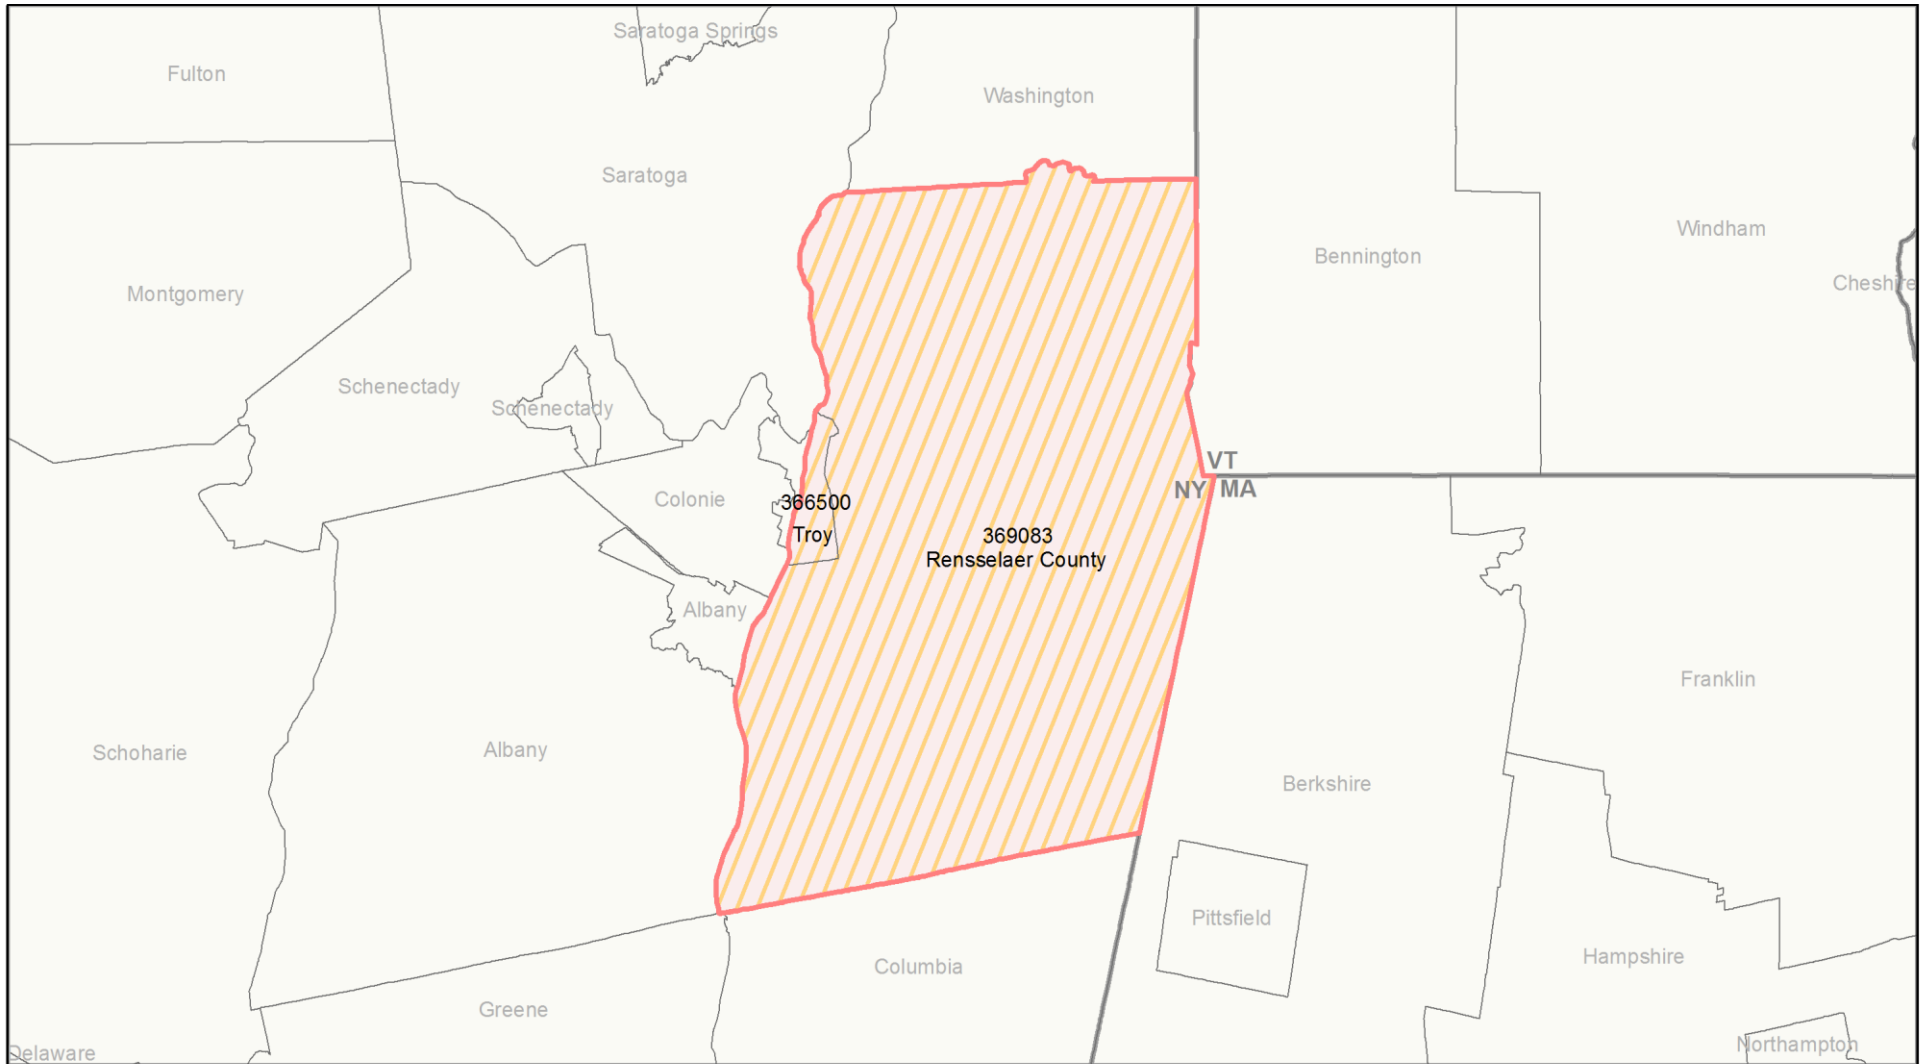 Saratoga Springs
Fulton
Washington
Saratoga
Windham
Bennington
Cheshire
Montgomery
Schenectady
Schenectady
VT
NY
MA
Colonie
366500
Troy
369083
Rensselaer County
Albany
Franklin
Schoharie
Albany
Berkshire
Pittsfield
Hampshire
Columbia
Greene
Delaware
Northampton